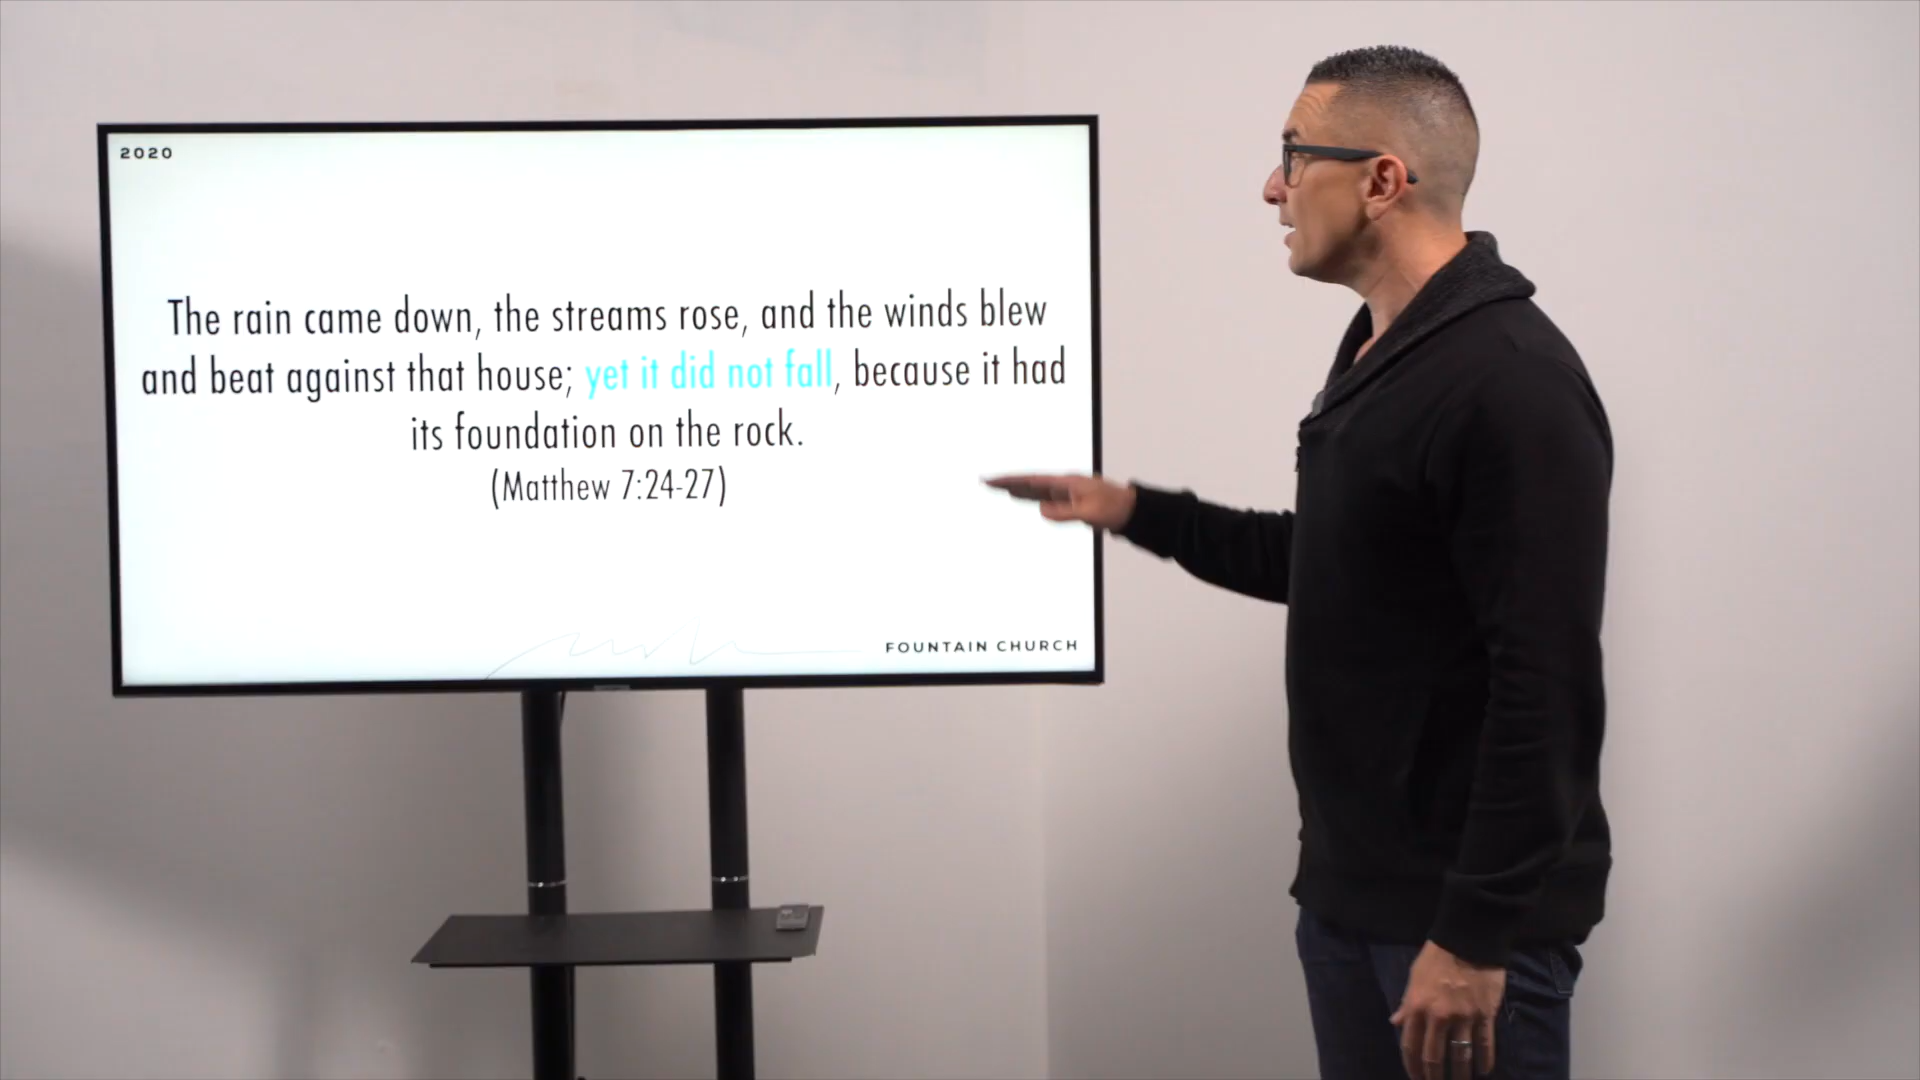 2020
The rain came down, the streams rose, and the winds blew
and beat against that house; yet it did not fall, because it had
its foundation on the rock.
(Matthew 7:24-27)
FOUNTAIN CHURCH